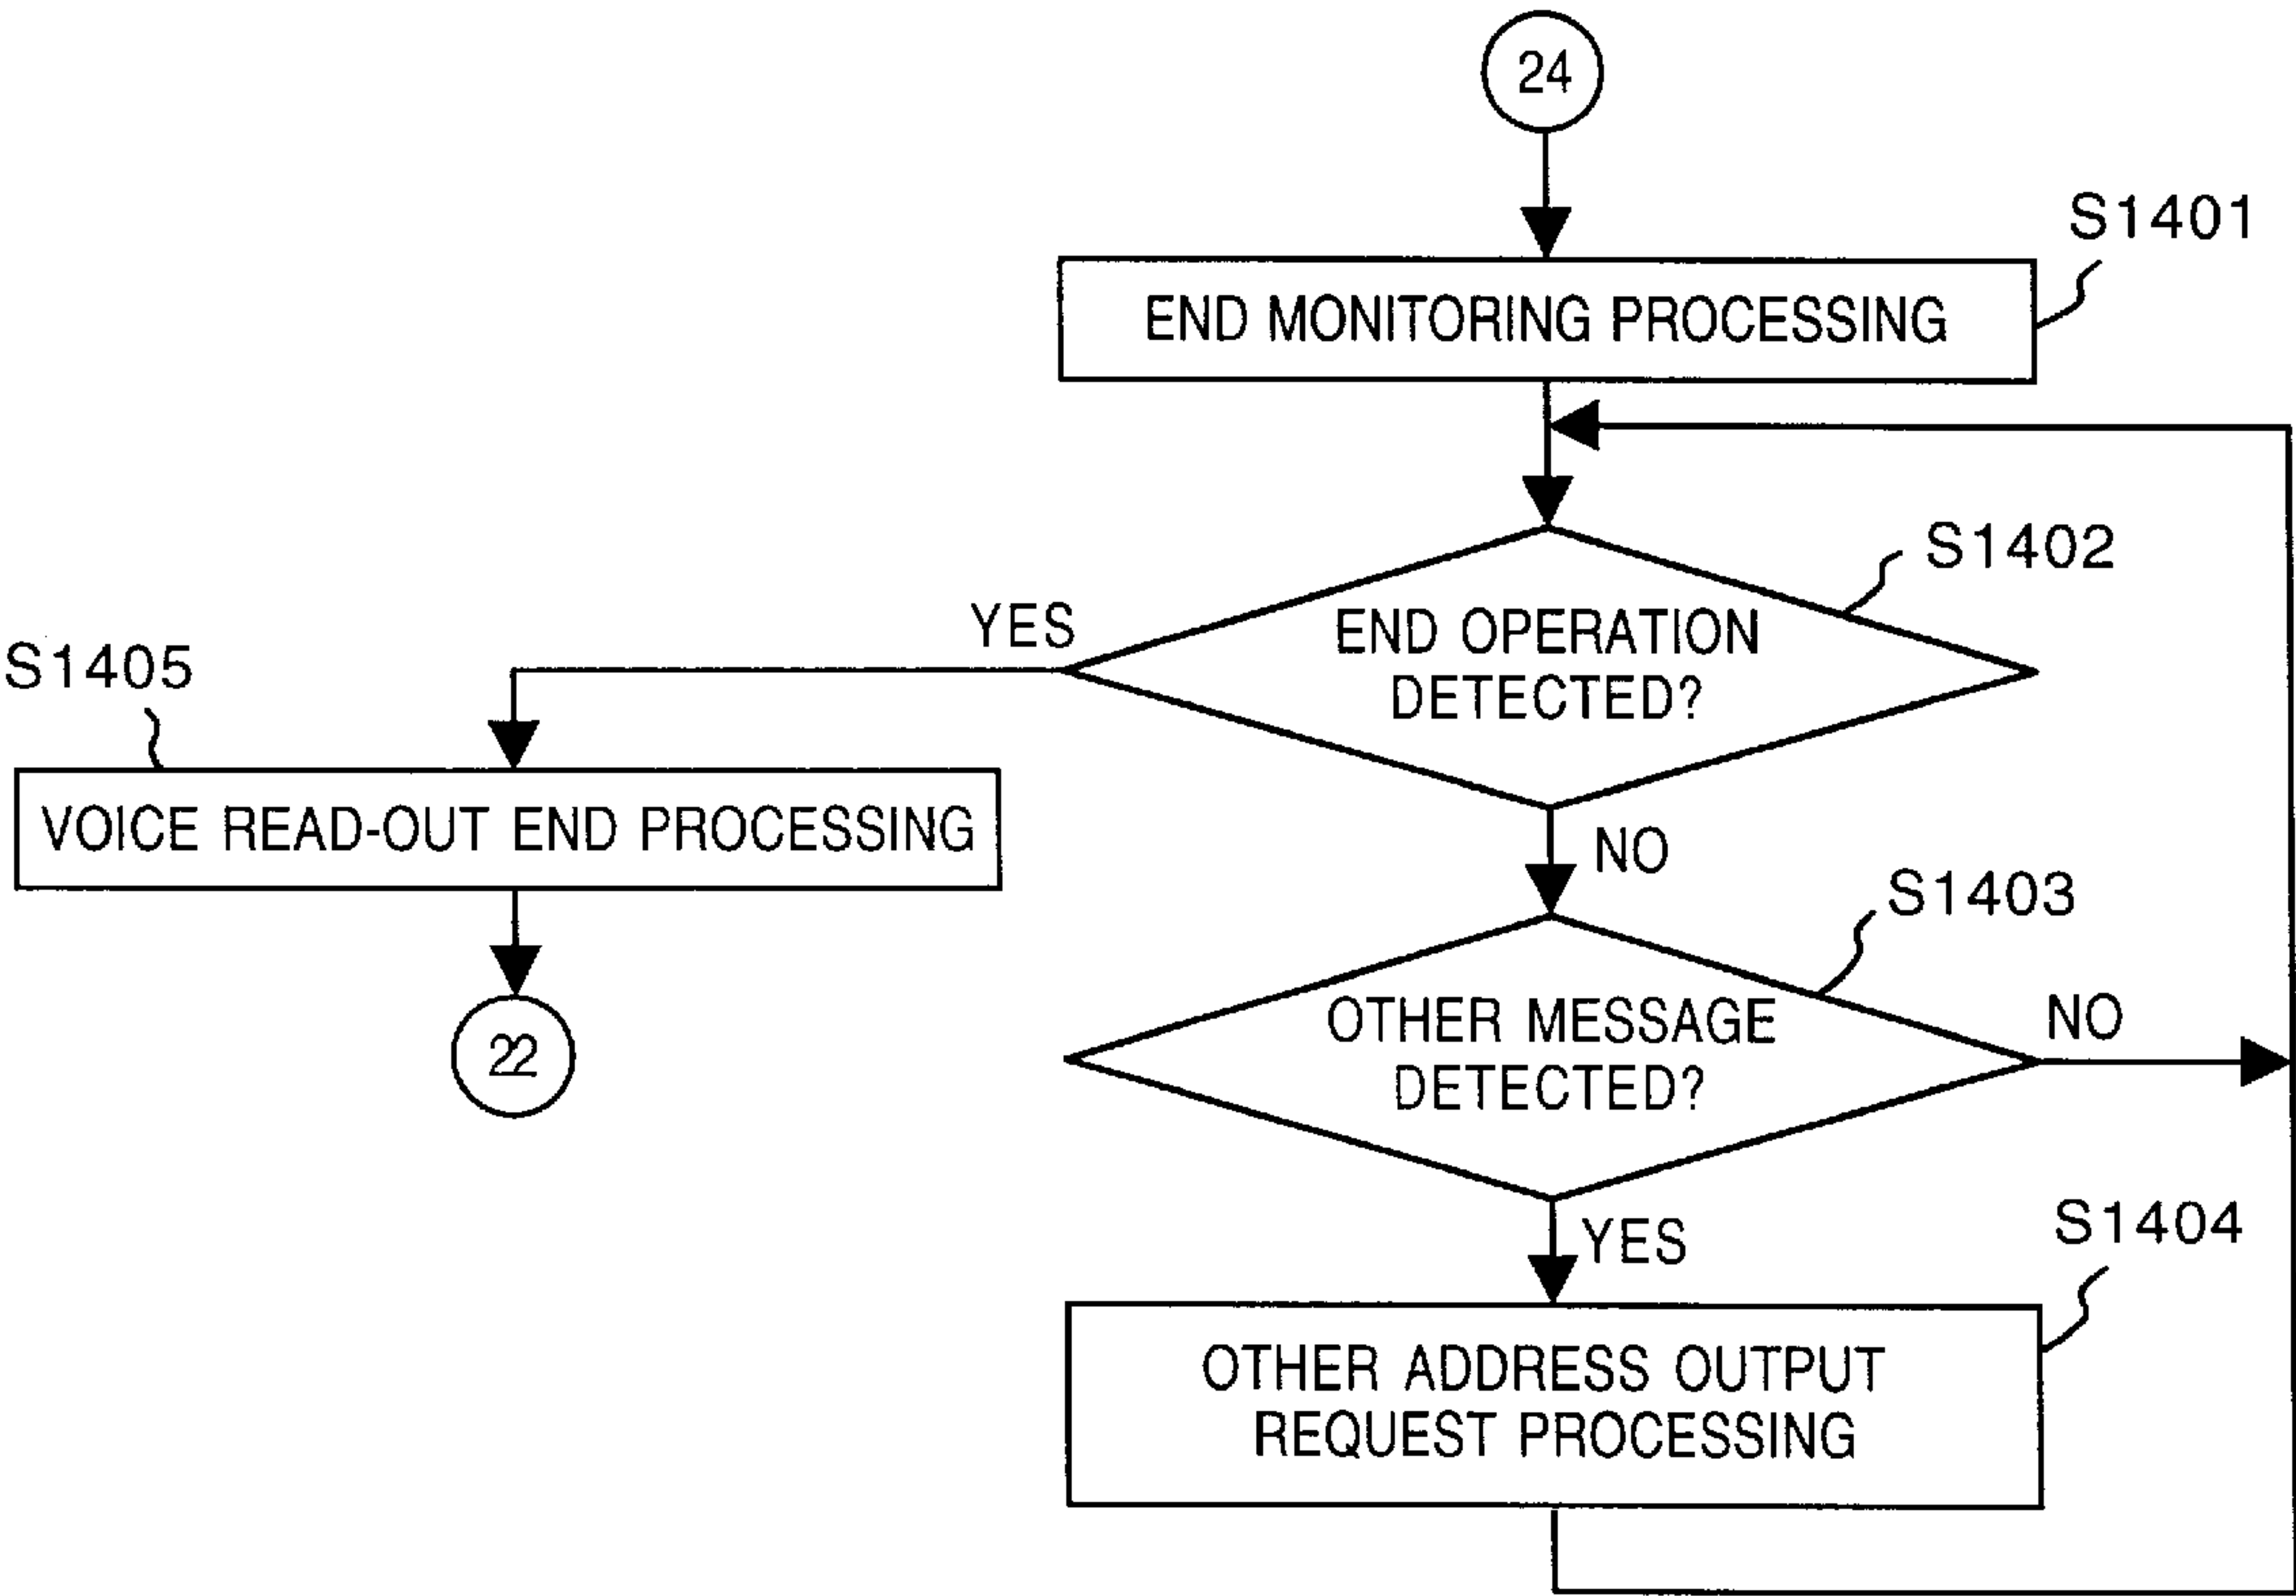 24
S1401
END MONITORING PROCESSING
S1402
END OPERATION
DETECTED?
YES
S1405
VOICE READ-OUT END PROCESSING
NO
S1403
22
OTHER MESSAGE
DETECTED?
NO
YES
S1404
OTHER ADDRESS OUTPUT
REQUEST PROCESSING